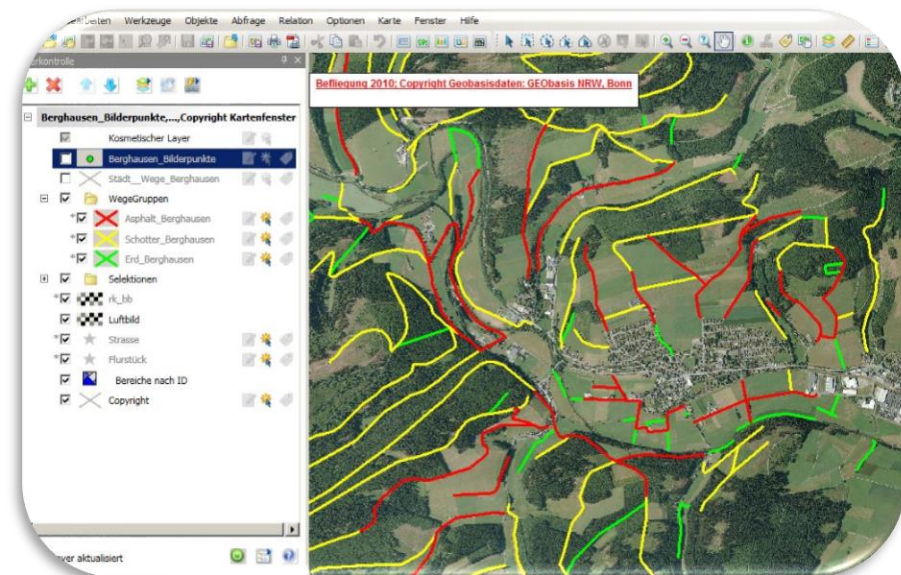 Werkzeuge Objekte Abfrage Relation Optionen Karte Fenster Hilfe
Befliegung 2010; Copyright Geobasisdaten: GEObasis NRW, Bonn
Berghausen_Bilderpunkte,...,Copyright Kartenfenster
Kosmetischer Layer
Berghausen_Bilderpunkte
Städt__Wege_Berghausen
WegeGruppen
Asphalt_Berghausen
Schotter_Berghausen
Erd_Berghausen
Selektionen
rk_bb
Luftbild
Strasse
Flurstück
Bereiche nach ID
Copyright
aktualisiert